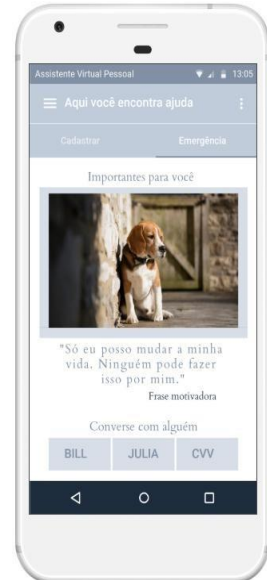 Assistente Virtual Pessoal 13:05
Aqui você encontra ajuda
Cadastrar Emergência
Importantes para você
"Só eu posso mudar a minha
vida. Ninguém pode fazer
isso por mim."
Frase motivadora
Converse com alguém
BILL JULIA CVV